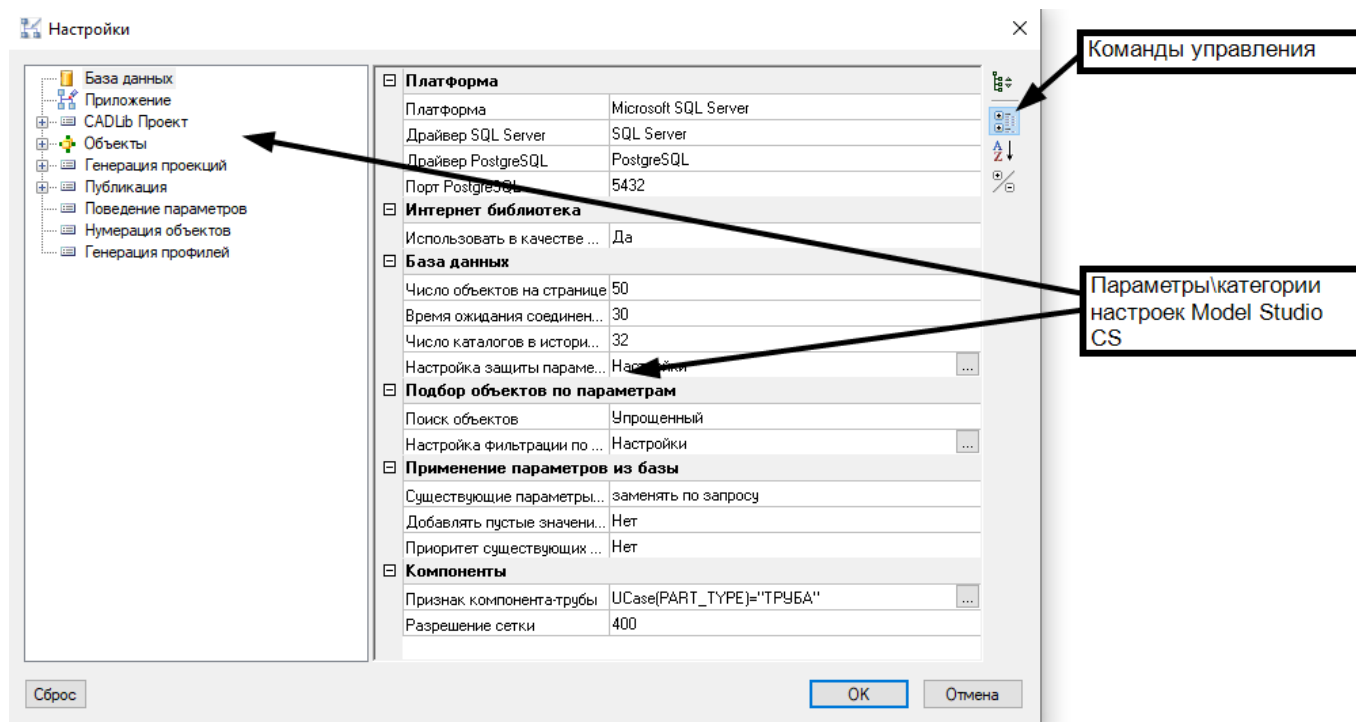 Настройки
База данных
Приложение
CADLib Проект
Объекты
Генерация проекций
Публикация
Поведение параметров
Нумерация объектов
Генерация профилей
Платформа
Платформа Microsoft SQL Server
Драйвер SQL Server SQL Server
Драйвер PostgreSQL PostgreSQL
Порт PostgreSQL 5432
Интернет библиотека
Использовать в качестве ... Да
База данных
Число объектов на странице 50
Время ожидания соединен... 30
Число каталогов в истори... 32
Настройка защиты параме... Настройки ...
Подбор объектов по параметрам
Поиск объектов Упрощенный
Настройка фильтрации по ... Настройки ...
Применение параметров из базы
Существующие параметры... заменять по запросу
Добавлять пустые значени... Нет
Приоритет существующих ... Нет
Компоненты
Признак компонента-трубы UCase(PART_TYPE)="ТРУБА" ...
Разрешение сетки 400
Сброс
OK
Отмена
Команды управления
Параметры\категории
настроек Model Studio
CS